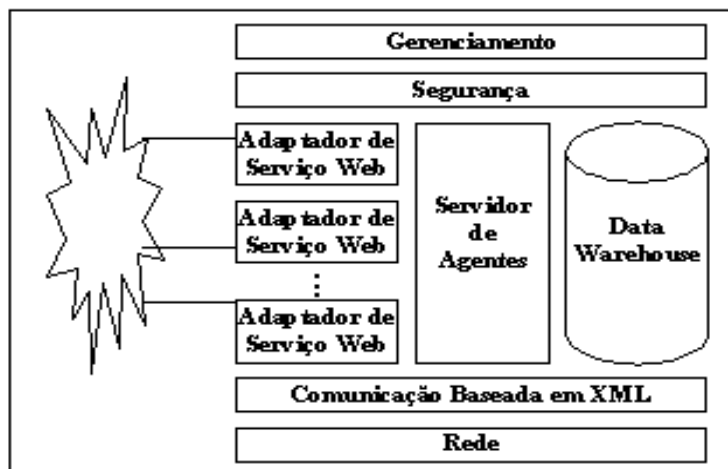 Gerenciamento
Segurança
Adaptador de
Serviço Web
Adaptador de
Serviço Web
Adaptador de
Serviço Web
Servidor
de
Agentes
Data
Warehouse
Comunicação Baseada em XML
Rede